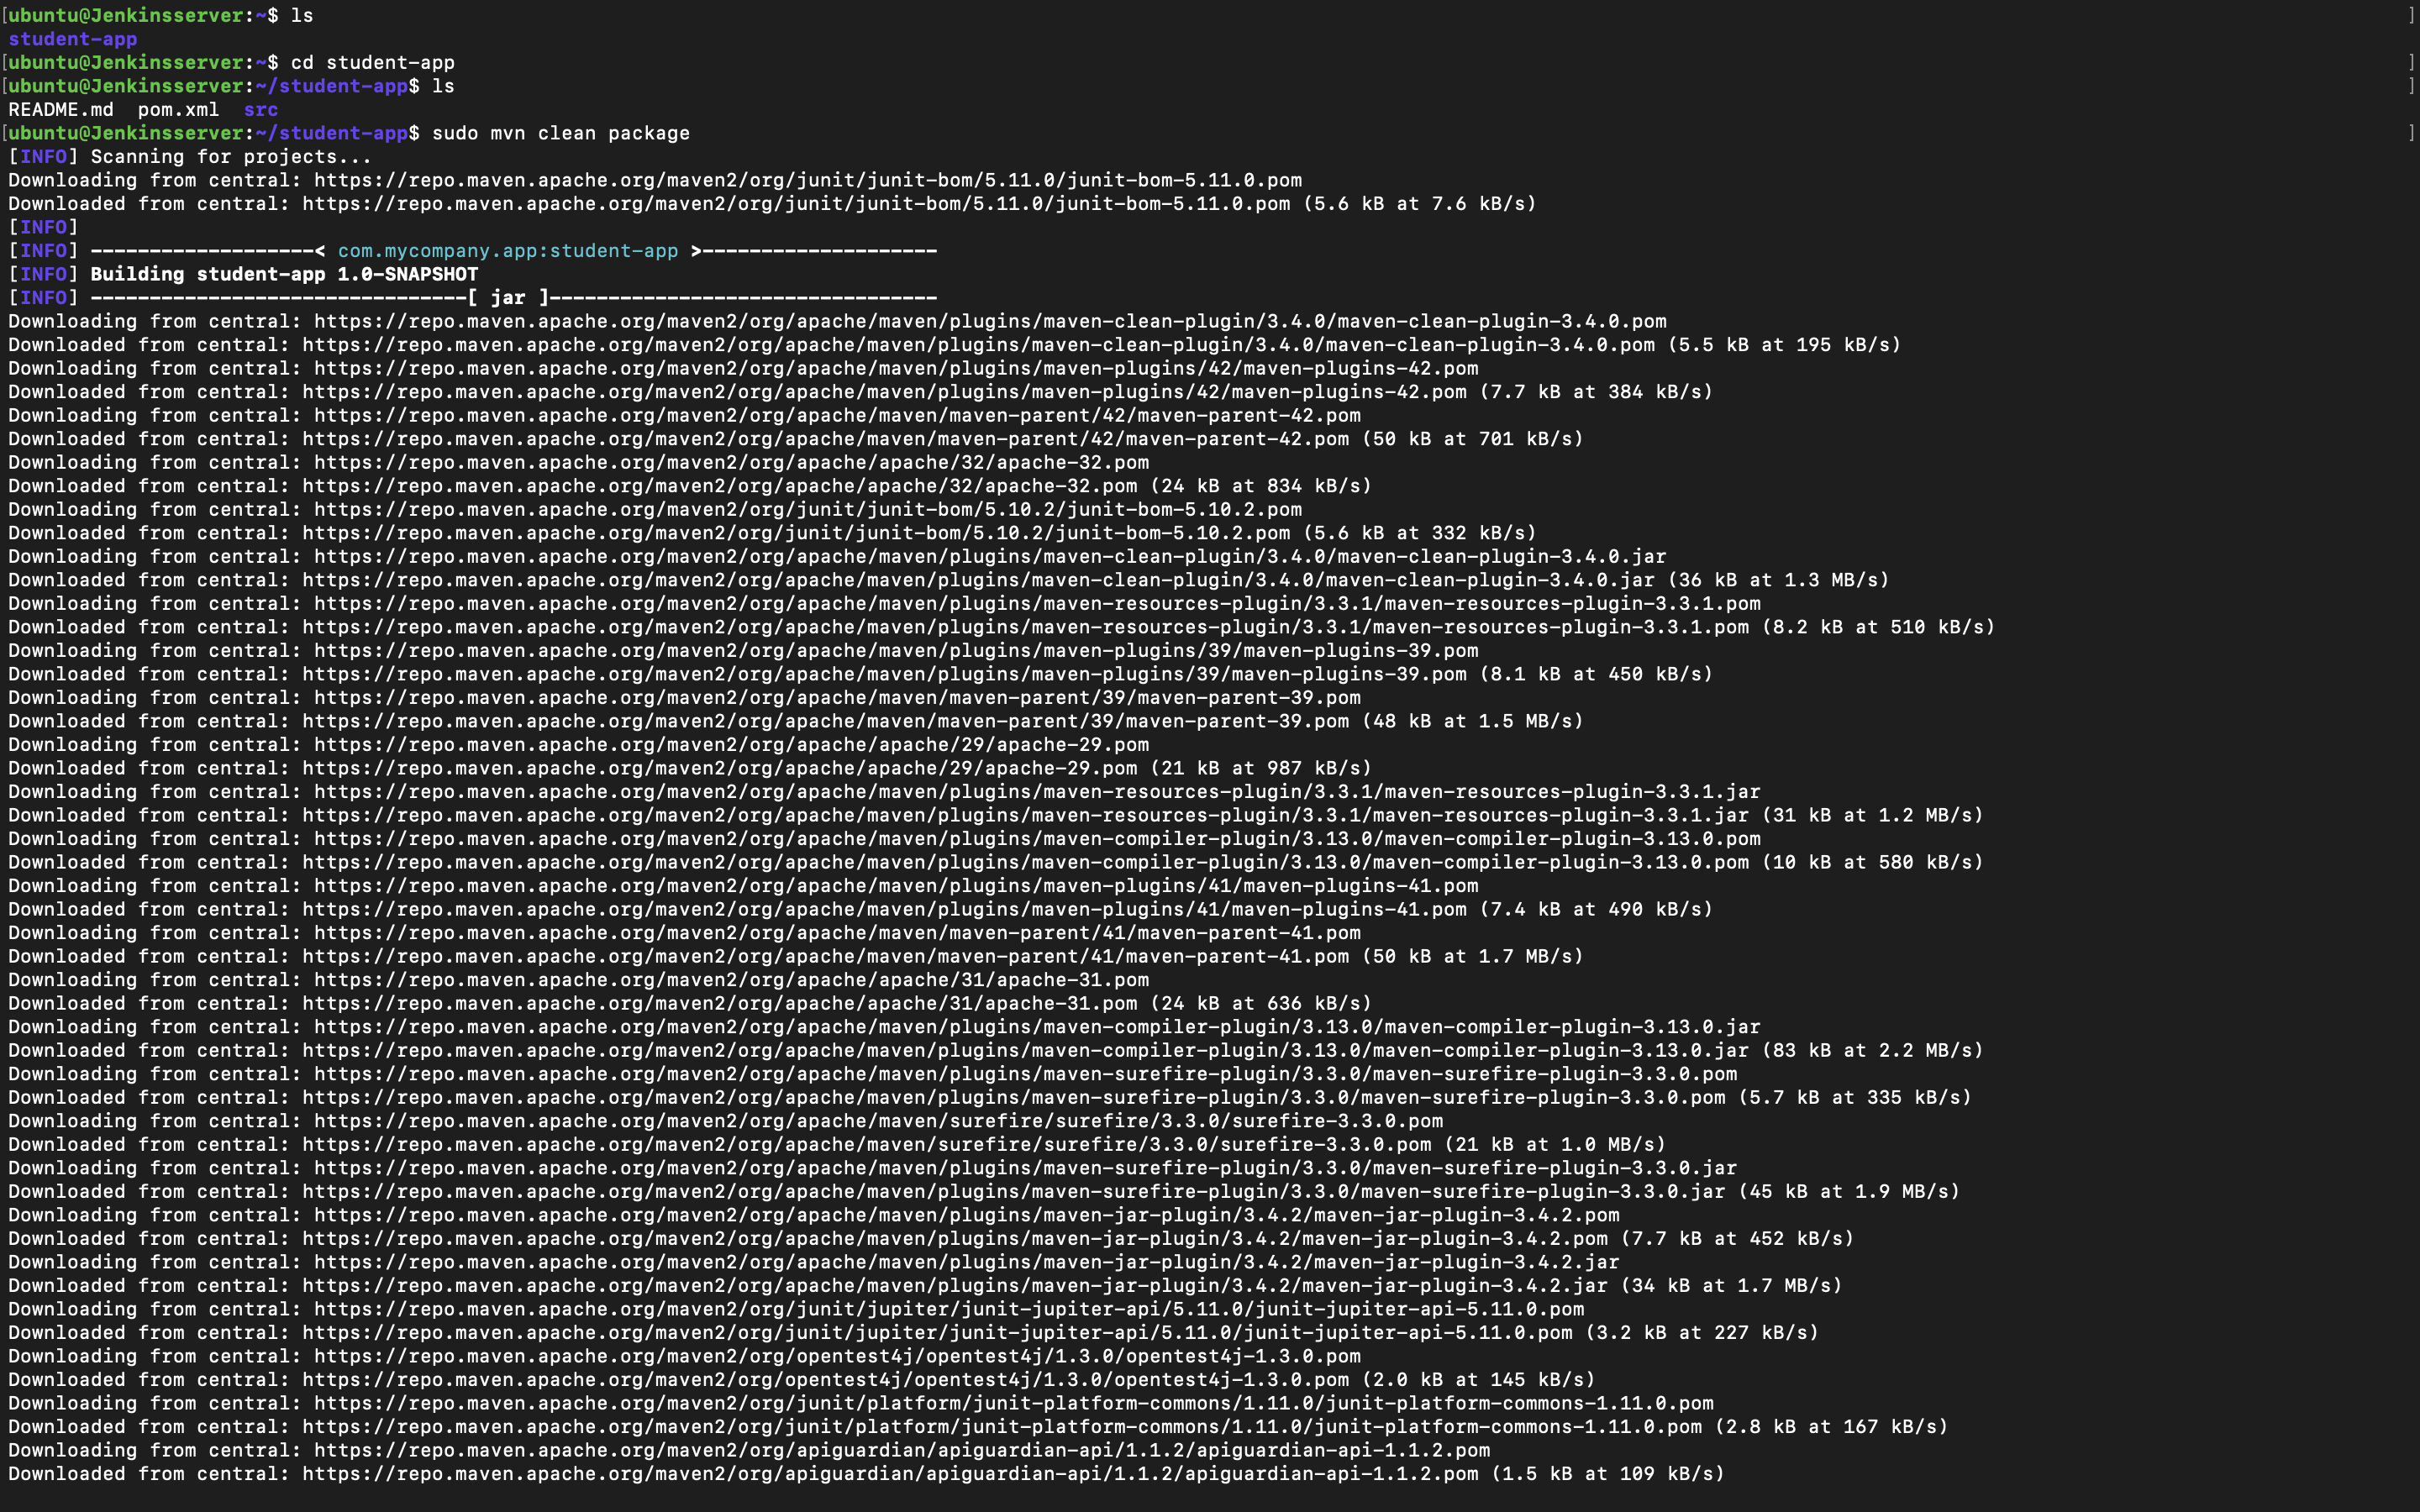 [ubuntu@Jenkinsserver:~$ ls ]
student-app
[ubuntu@Jenkinsserver:~$ cd student-app ]
[ubuntu@Jenkinsserver:~/student-app$ ls ]
README.md  pom.xml  src
[ubuntu@Jenkinsserver:~/student-app$ sudo mvn clean package ]
[INFO] Scanning for projects...
Downloading from central: https://repo.maven.apache.org/maven2/org/junit/junit-bom/5.11.0/junit-bom-5.11.0.pom
Downloaded from central: https://repo.maven.apache.org/maven2/org/junit/junit-bom/5.11.0/junit-bom-5.11.0.pom (5.6 kB at 7.6 kB/s)
[INFO]
[INFO] -------------------< com.mycompany.app:student-app >--------------------
[INFO] Building student-app 1.0-SNAPSHOT
[INFO] --------------------------------[ jar ]---------------------------------
Downloading from central: https://repo.maven.apache.org/maven2/org/apache/maven/plugins/maven-clean-plugin/3.4.0/maven-clean-plugin-3.4.0.pom
Downloaded from central: https://repo.maven.apache.org/maven2/org/apache/maven/plugins/maven-clean-plugin/3.4.0/maven-clean-plugin-3.4.0.pom (5.5 kB at 195 kB/s)
Downloading from central: https://repo.maven.apache.org/maven2/org/apache/maven/plugins/maven-plugins/42/maven-plugins-42.pom
Downloaded from central: https://repo.maven.apache.org/maven2/org/apache/maven/plugins/maven-plugins/42/maven-plugins-42.pom (7.7 kB at 384 kB/s)
Downloading from central: https://repo.maven.apache.org/maven2/org/apache/maven/maven-parent/42/maven-parent-42.pom
Downloaded from central: https://repo.maven.apache.org/maven2/org/apache/maven/maven-parent/42/maven-parent-42.pom (50 kB at 701 kB/s)
Downloading from central: https://repo.maven.apache.org/maven2/org/apache/apache/32/apache-32.pom
Downloaded from central: https://repo.maven.apache.org/maven2/org/apache/apache/32/apache-32.pom (24 kB at 834 kB/s)
Downloading from central: https://repo.maven.apache.org/maven2/org/junit/junit-bom/5.10.2/junit-bom-5.10.2.pom
Downloaded from central: https://repo.maven.apache.org/maven2/org/junit/junit-bom/5.10.2/junit-bom-5.10.2.pom (5.6 kB at 332 kB/s)
Downloading from central: https://repo.maven.apache.org/maven2/org/apache/maven/plugins/maven-clean-plugin/3.4.0/maven-clean-plugin-3.4.0.jar
Downloaded from central: https://repo.maven.apache.org/maven2/org/apache/maven/plugins/maven-clean-plugin/3.4.0/maven-clean-plugin-3.4.0.jar (36 kB at 1.3 MB/s)
Downloading from central: https://repo.maven.apache.org/maven2/org/apache/maven/plugins/maven-resources-plugin/3.3.1/maven-resources-plugin-3.3.1.pom
Downloaded from central: https://repo.maven.apache.org/maven2/org/apache/maven/plugins/maven-resources-plugin/3.3.1/maven-resources-plugin-3.3.1.pom (8.2 kB at 510 kB/s)
Downloading from central: https://repo.maven.apache.org/maven2/org/apache/maven/plugins/maven-plugins/39/maven-plugins-39.pom
Downloaded from central: https://repo.maven.apache.org/maven2/org/apache/maven/plugins/maven-plugins/39/maven-plugins-39.pom (8.1 kB at 450 kB/s)
Downloading from central: https://repo.maven.apache.org/maven2/org/apache/maven/maven-parent/39/maven-parent-39.pom
Downloaded from central: https://repo.maven.apache.org/maven2/org/apache/maven/maven-parent/39/maven-parent-39.pom (48 kB at 1.5 MB/s)
Downloading from central: https://repo.maven.apache.org/maven2/org/apache/apache/29/apache-29.pom
Downloaded from central: https://repo.maven.apache.org/maven2/org/apache/apache/29/apache-29.pom (21 kB at 987 kB/s)
Downloading from central: https://repo.maven.apache.org/maven2/org/apache/maven/plugins/maven-resources-plugin/3.3.1/maven-resources-plugin-3.3.1.jar
Downloaded from central: https://repo.maven.apache.org/maven2/org/apache/maven/plugins/maven-resources-plugin/3.3.1/maven-resources-plugin-3.3.1.jar (31 kB at 1.2 MB/s)
Downloading from central: https://repo.maven.apache.org/maven2/org/apache/maven/plugins/maven-compiler-plugin/3.13.0/maven-compiler-plugin-3.13.0.pom
Downloaded from central: https://repo.maven.apache.org/maven2/org/apache/maven/plugins/maven-compiler-plugin/3.13.0/maven-compiler-plugin-3.13.0.pom (10 kB at 580 kB/s)
Downloading from central: https://repo.maven.apache.org/maven2/org/apache/maven/plugins/maven-plugins/41/maven-plugins-41.pom
Downloaded from central: https://repo.maven.apache.org/maven2/org/apache/maven/plugins/maven-plugins/41/maven-plugins-41.pom (7.4 kB at 490 kB/s)
Downloading from central: https://repo.maven.apache.org/maven2/org/apache/maven/maven-parent/41/maven-parent-41.pom
Downloaded from central: https://repo.maven.apache.org/maven2/org/apache/maven/maven-parent/41/maven-parent-41.pom (50 kB at 1.7 MB/s)
Downloading from central: https://repo.maven.apache.org/maven2/org/apache/apache/31/apache-31.pom
Downloaded from central: https://repo.maven.apache.org/maven2/org/apache/apache/31/apache-31.pom (24 kB at 636 kB/s)
Downloading from central: https://repo.maven.apache.org/maven2/org/apache/maven/plugins/maven-compiler-plugin/3.13.0/maven-compiler-plugin-3.13.0.jar
Downloaded from central: https://repo.maven.apache.org/maven2/org/apache/maven/plugins/maven-compiler-plugin/3.13.0/maven-compiler-plugin-3.13.0.jar (83 kB at 2.2 MB/s)
Downloading from central: https://repo.maven.apache.org/maven2/org/apache/maven/plugins/maven-surefire-plugin/3.3.0/maven-surefire-plugin-3.3.0.pom
Downloaded from central: https://repo.maven.apache.org/maven2/org/apache/maven/plugins/maven-surefire-plugin/3.3.0/maven-surefire-plugin-3.3.0.pom (5.7 kB at 335 kB/s)
Downloading from central: https://repo.maven.apache.org/maven2/org/apache/maven/surefire/surefire/3.3.0/surefire-3.3.0.pom
Downloaded from central: https://repo.maven.apache.org/maven2/org/apache/maven/surefire/surefire/3.3.0/surefire-3.3.0.pom (21 kB at 1.0 MB/s)
Downloading from central: https://repo.maven.apache.org/maven2/org/apache/maven/plugins/maven-surefire-plugin/3.3.0/maven-surefire-plugin-3.3.0.jar
Downloaded from central: https://repo.maven.apache.org/maven2/org/apache/maven/plugins/maven-surefire-plugin/3.3.0/maven-surefire-plugin-3.3.0.jar (45 kB at 1.9 MB/s)
Downloading from central: https://repo.maven.apache.org/maven2/org/apache/maven/plugins/maven-jar-plugin/3.4.2/maven-jar-plugin-3.4.2.pom
Downloaded from central: https://repo.maven.apache.org/maven2/org/apache/maven/plugins/maven-jar-plugin/3.4.2/maven-jar-plugin-3.4.2.pom (7.7 kB at 452 kB/s)
Downloading from central: https://repo.maven.apache.org/maven2/org/apache/maven/plugins/maven-jar-plugin/3.4.2/maven-jar-plugin-3.4.2.jar
Downloaded from central: https://repo.maven.apache.org/maven2/org/apache/maven/plugins/maven-jar-plugin/3.4.2/maven-jar-plugin-3.4.2.jar (34 kB at 1.7 MB/s)
Downloading from central: https://repo.maven.apache.org/maven2/org/junit/jupiter/junit-jupiter-api/5.11.0/junit-jupiter-api-5.11.0.pom
Downloaded from central: https://repo.maven.apache.org/maven2/org/junit/jupiter/junit-jupiter-api/5.11.0/junit-jupiter-api-5.11.0.pom (3.2 kB at 227 kB/s)
Downloading from central: https://repo.maven.apache.org/maven2/org/opentest4j/opentest4j/1.3.0/opentest4j-1.3.0.pom
Downloaded from central: https://repo.maven.apache.org/maven2/org/opentest4j/opentest4j/1.3.0/opentest4j-1.3.0.pom (2.0 kB at 145 kB/s)
Downloading from central: https://repo.maven.apache.org/maven2/org/junit/platform/junit-platform-commons/1.11.0/junit-platform-commons-1.11.0.pom
Downloaded from central: https://repo.maven.apache.org/maven2/org/junit/platform/junit-platform-commons/1.11.0/junit-platform-commons-1.11.0.pom (2.8 kB at 167 kB/s)
Downloading from central: https://repo.maven.apache.org/maven2/org/apiguardian/apiguardian-api/1.1.2/apiguardian-api-1.1.2.pom
Downloaded from central: https://repo.maven.apache.org/maven2/org/apiguardian/apiguardian-api/1.1.2/apiguardian-api-1.1.2.pom (1.5 kB at 109 kB/s)